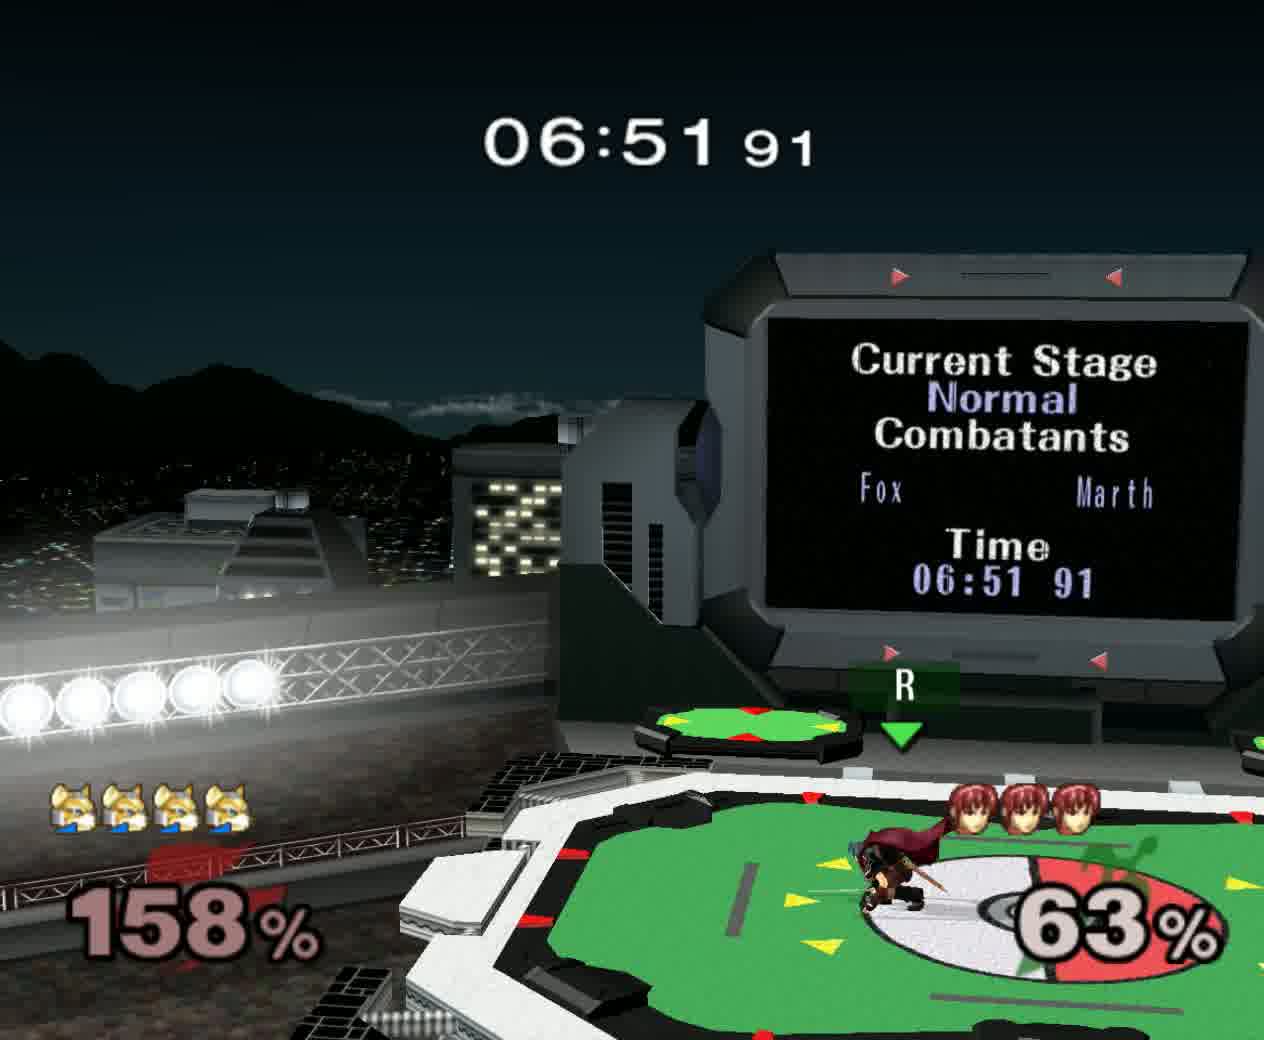 06:51 91
Current Stage
Normal
Combatants
Fox Marth
Time
06:51 91
R
158%
63%